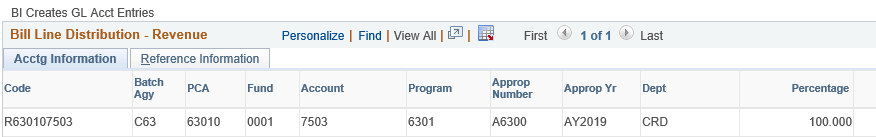 BI Creates GL Acct Entries
Bill Line Distribution - Revenue Personalize | Find | View All | | First 1 of 1 Last
Acctg Information Reference Information
Code Batch Agy PCA Fund Account Program Approp Number Approp Yr Dept Percentage
R630107503 C63 63010 0001 7503 6301 A6300 AY2019 CRD 100.000